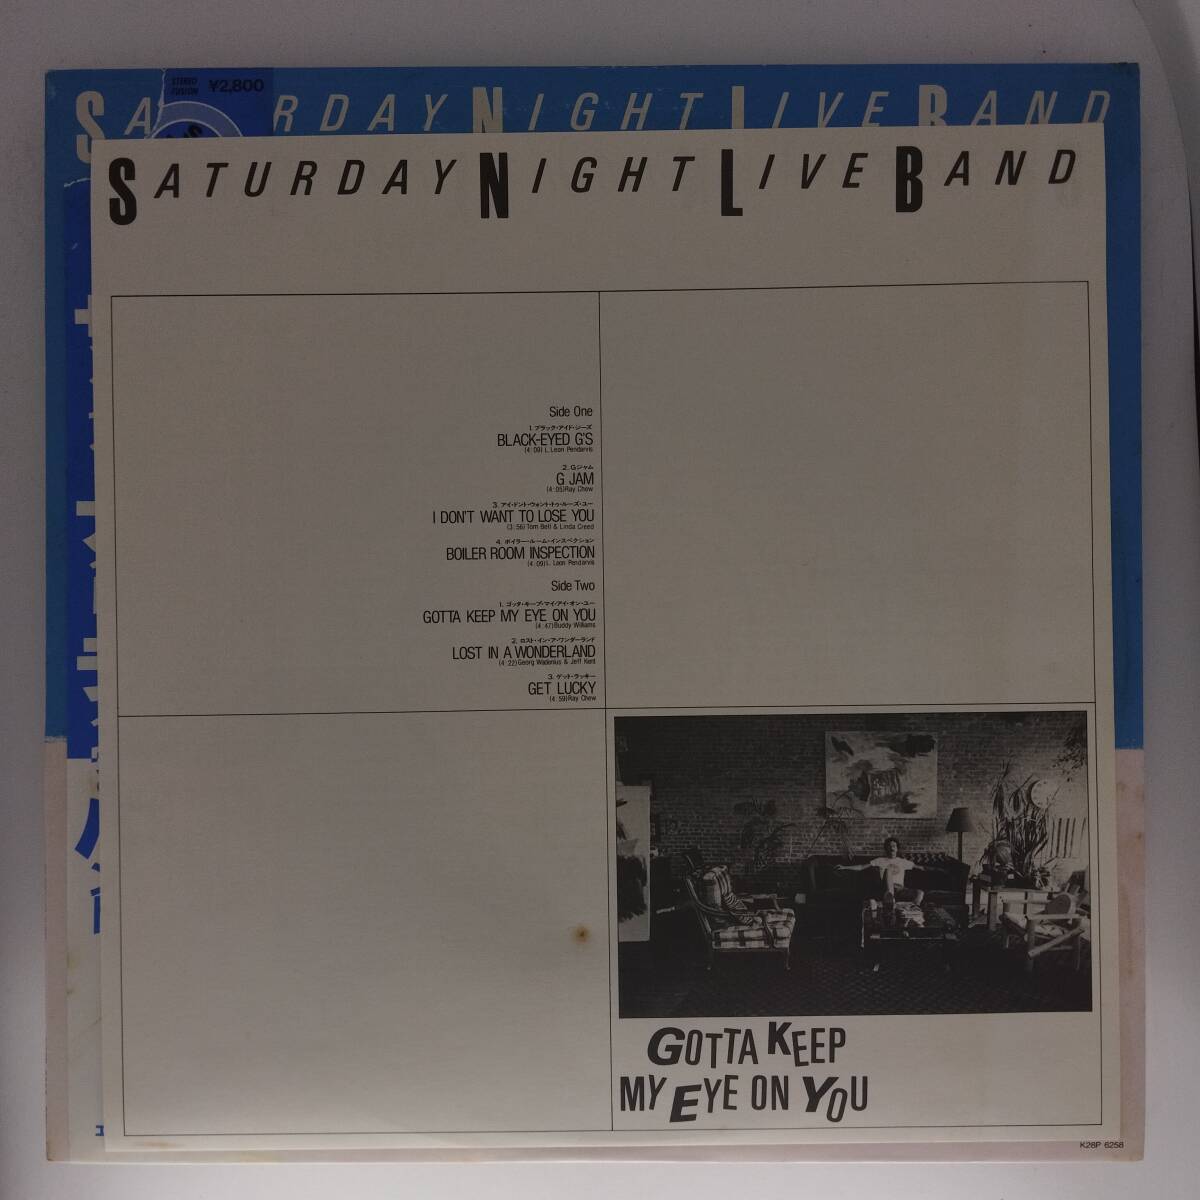 STEREO
FUSION
¥2,800
SATURDAY NIGHT LIVE BAND
SATURDAY NIGHT LIVE BAND
Side One
1. ブラック・アイド・ジーズ
BLACK-EYED G'S
(4:09) L. Leon Pendarvis
2. Gジャム
G JAM
(4:05) Ray Chew
3. アイ・ドント・ウォント・トゥ・ルーズ・ユー
I DON'T WANT TO LOSE YOU
(3:56) Tom Bell & Linda Creed
4. ボイラー・ルーム・インスペクション
BOILER ROOM INSPECTION
(4:09) L. Leon Pendarvis
Side Two
1. ゴッタ・キープ・マイ・アイ・オン・ユー
GOTTA KEEP MY EYE ON YOU
(4:47) Buddy Williams
2. ロスト・イン・ア・ワンダーランド
LOST IN A WONDERLAND
(4:22) Georg Wadenius & Jeff Kent
3. ゲット・ラッキー
GET LUCKY
(4:59) Ray Chew
GOTTA KEEP
MY EYE ON YOU
K28P 6258